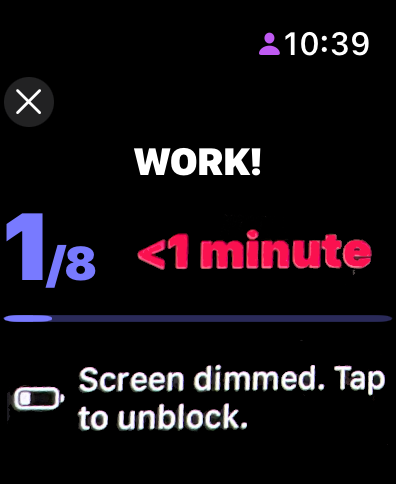 10:39
WORK!
1/8 <1 minute
Screen dimmed. Tap
to unblock.